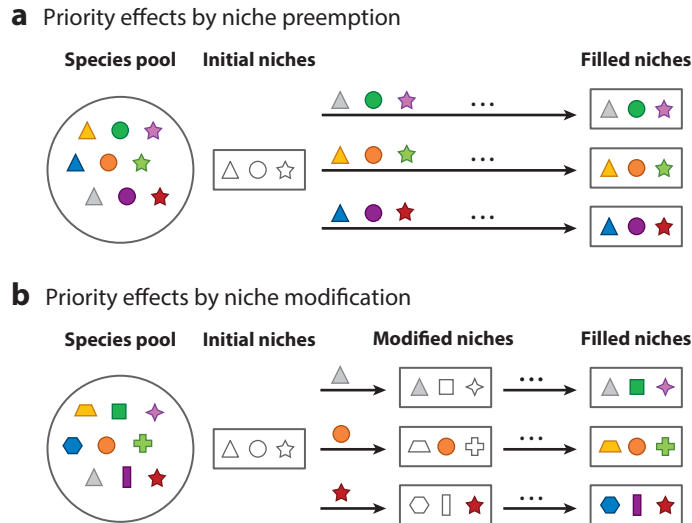 a Priority effects by niche preemption
Species pool Initial niches Filled niches
...
...
...
b Priority effects by niche modification
Species pool Initial niches Modified niches Filled niches
...
...
...